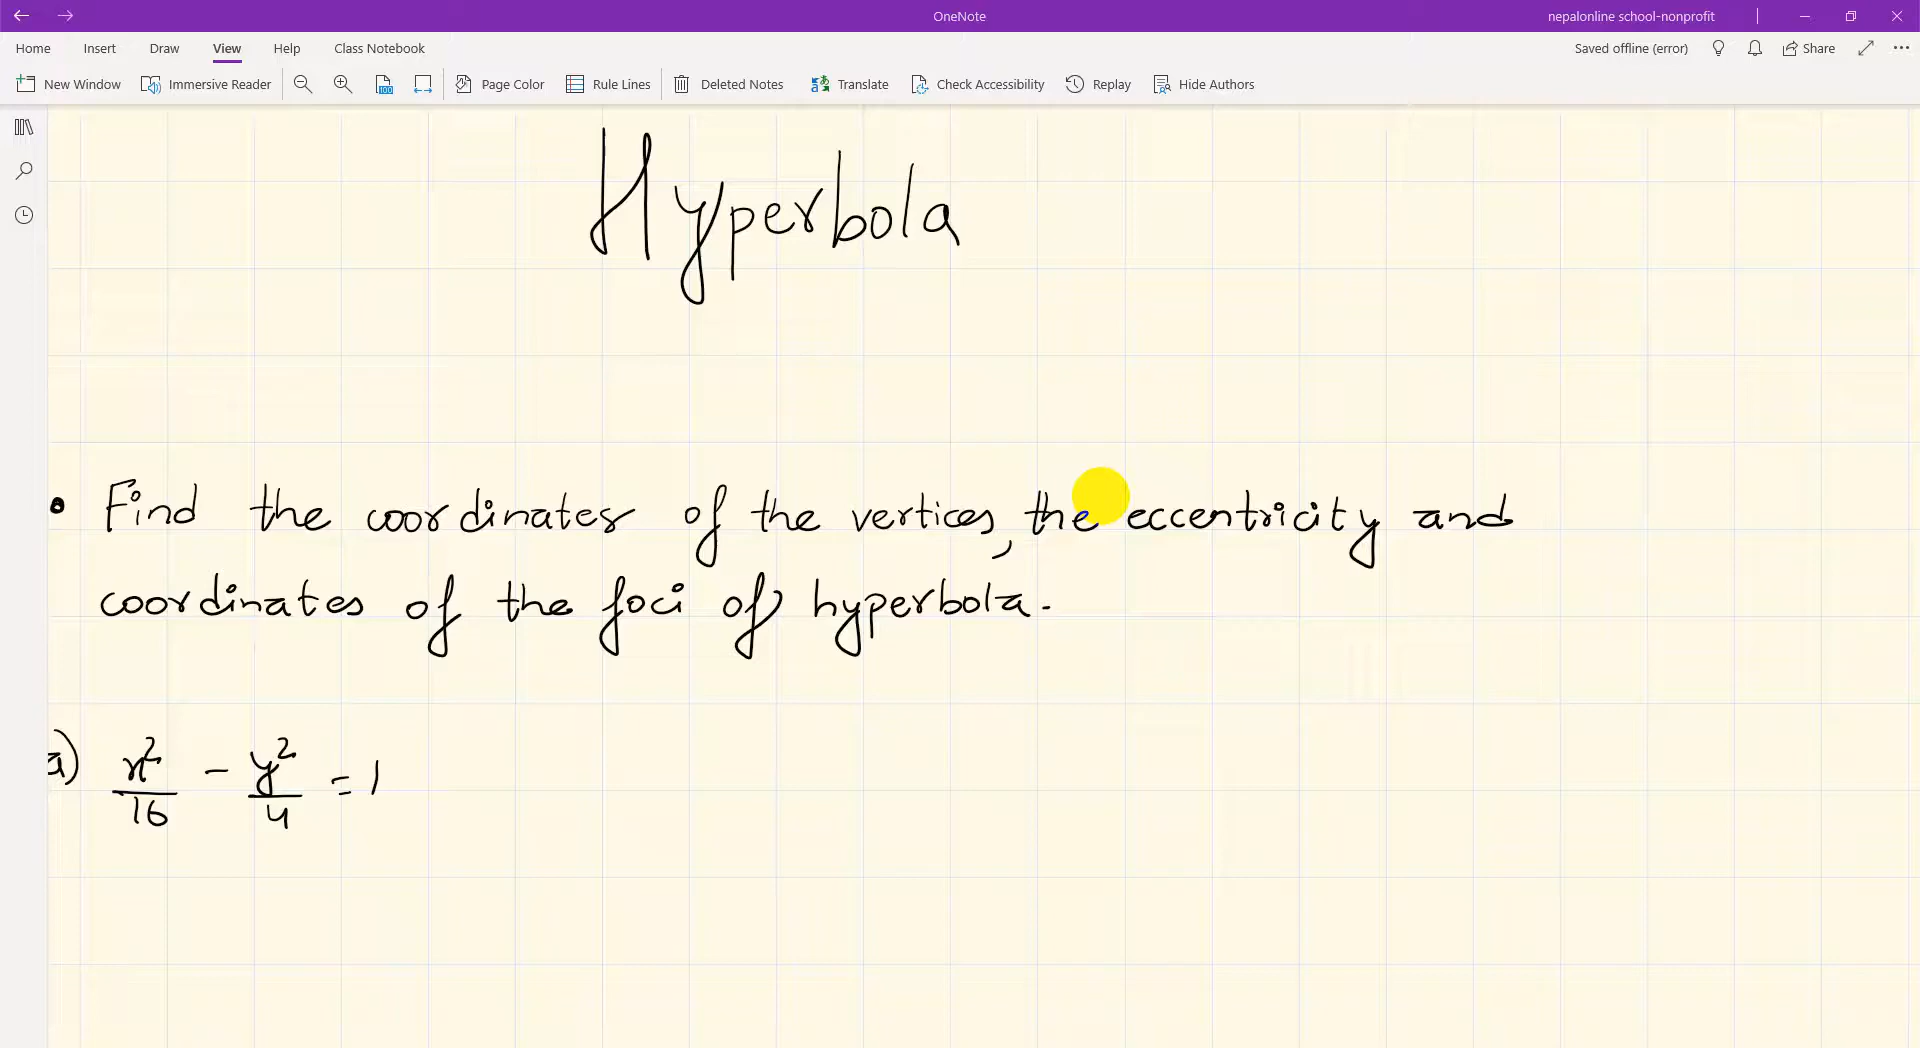 OneNote
nepalonline school-nonprofit
Home Insert Draw View Help Class Notebook
Saved offline (error) Share
New Window Immersive Reader 100 Page Color Rule Lines Deleted Notes Translate Check Accessibility Replay Hide Authors
Hyperbola
• Find the coordinates of the vertices, the eccentricity and
coordinates of the foci of hyperbola.
a) x²/16 - y²/4 = 1